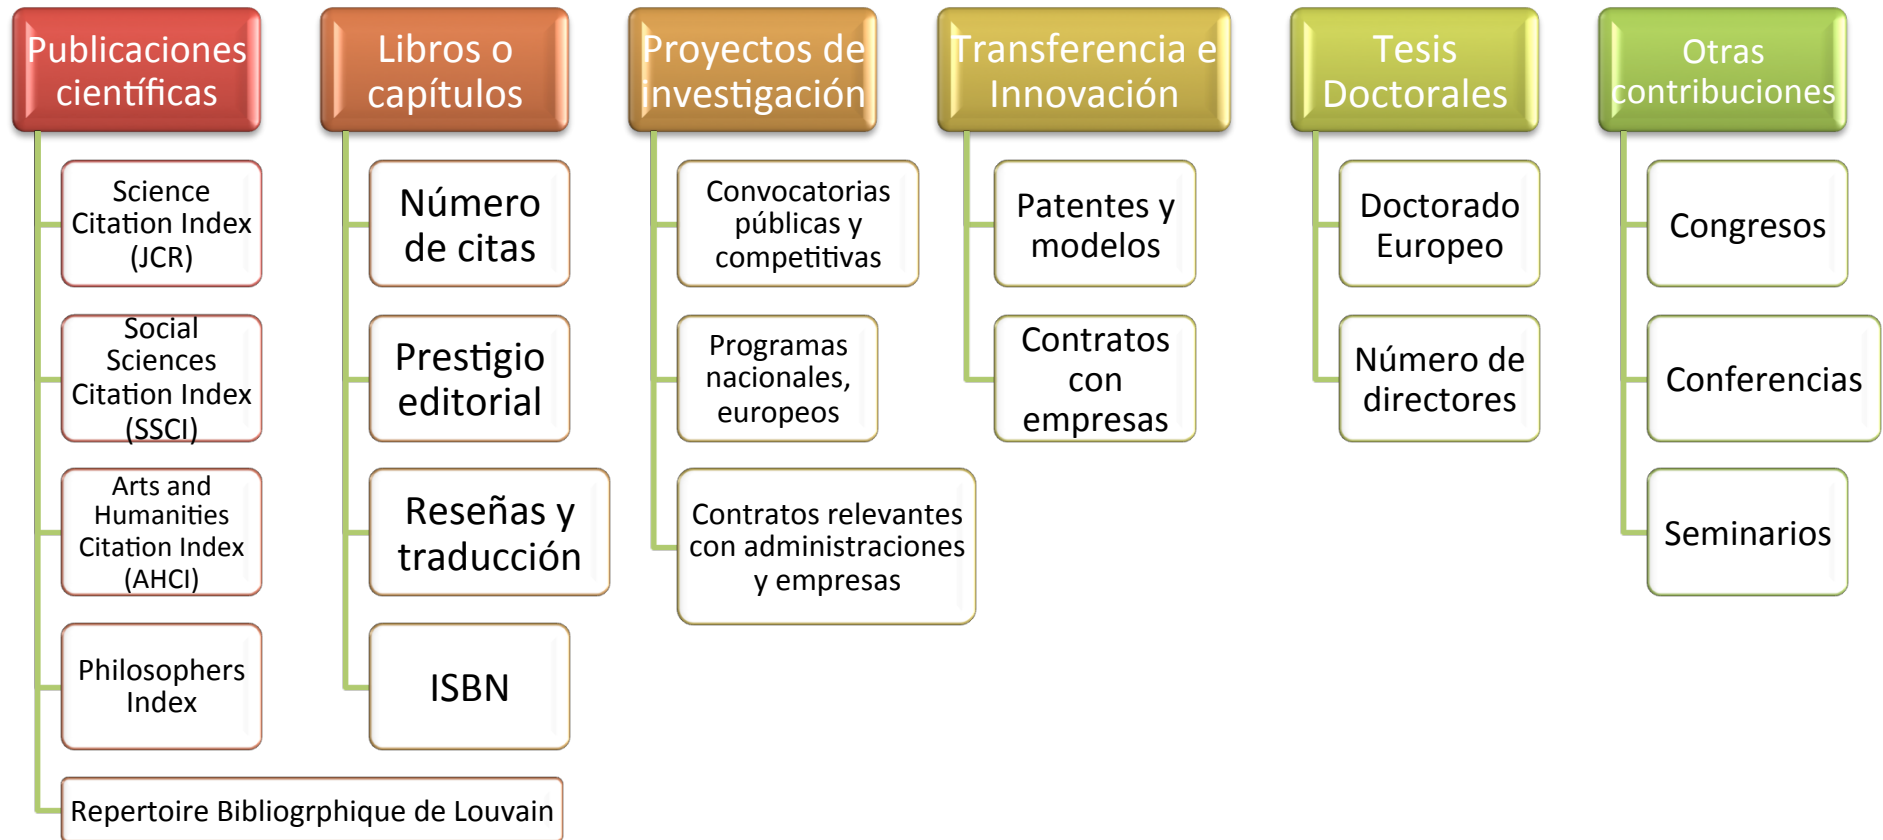 Publicaciones
científicas
Science
Citation Index
(JCR)
Social
Sciences
Citation Index
(SSCI)
Arts and
Humanities
Citation Index
(AHCI)
Philosophers
Index
Repertoire Bibliogrphique de Louvain
Libros o
capítulos
Número
de citas
Prestigio
editorial
Reseñas y
traducción
ISBN
Proyectos de
investigación
Convocatorias
públicas y
competitivas
Programas
nacionales,
europeos
Contratos relevantes
con administraciones
y empresas
Transferencia e
Innovación
Patentes y
modelos
Contratos
con
empresas
Tesis
Doctorales
Doctorado
Europeo
Número de
directores
Otras
contribuciones
Congresos
Conferencias
Seminarios